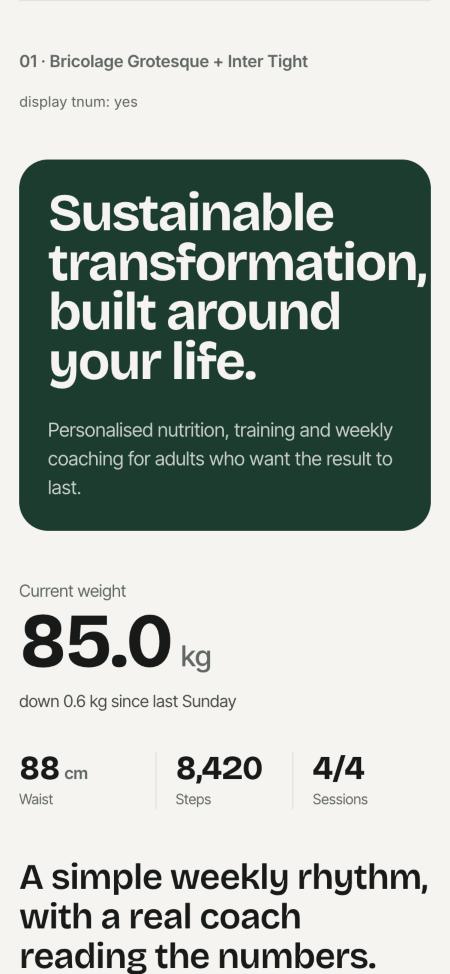 01 · Bricolage Grotesque + Inter Tight
display tnum: yes
Sustainable
transformation,
built around
your life.
Personalised nutrition, training and weekly
coaching for adults who want the result to
last.
Current weight
85.0 kg
down 0.6 kg since last Sunday
88 cm 8,420 4/4
Waist Steps Sessions
A simple weekly rhythm,
with a real coach
reading the numbers.